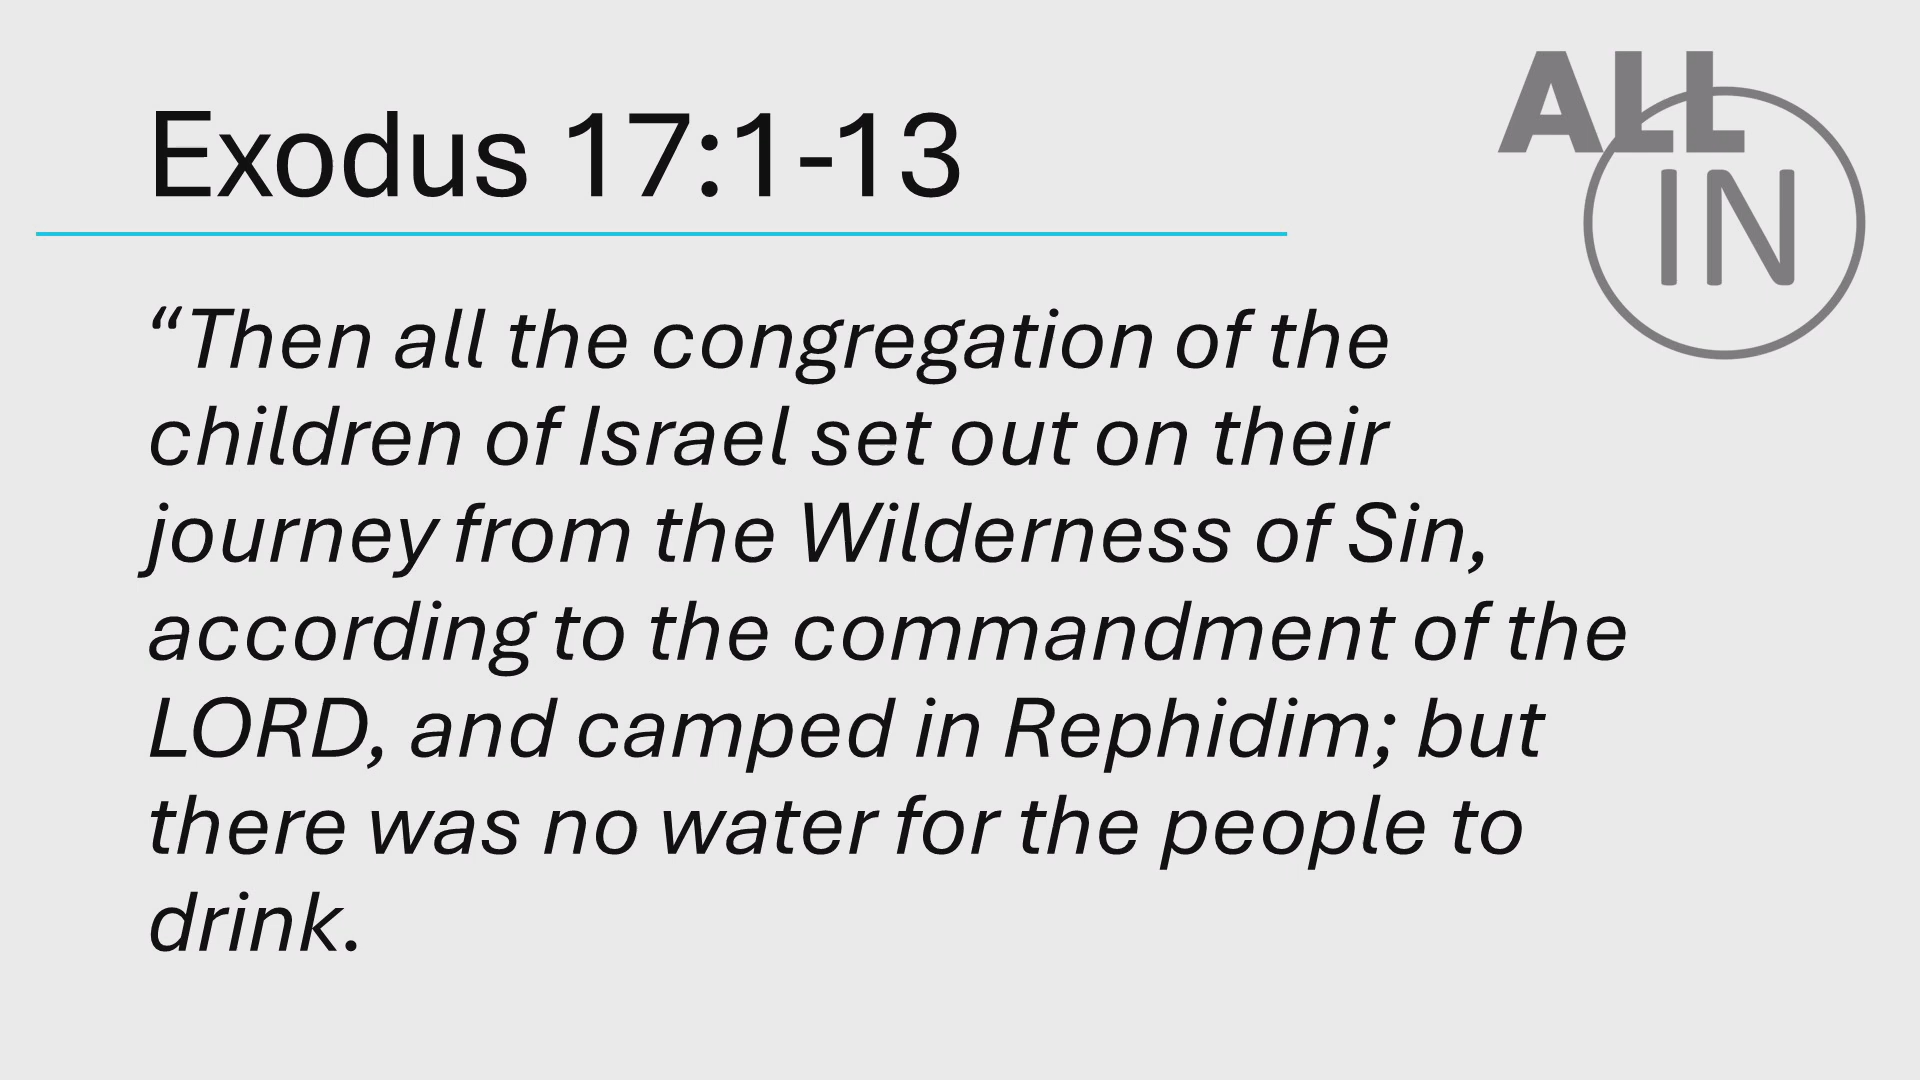 Exodus 17:1-13
ALL
IN
“Then all the congregation of the
children of Israel set out on their
journey from the Wilderness of Sin,
according to the commandment of the
LORD, and camped in Rephidim; but
there was no water for the people to
drink.